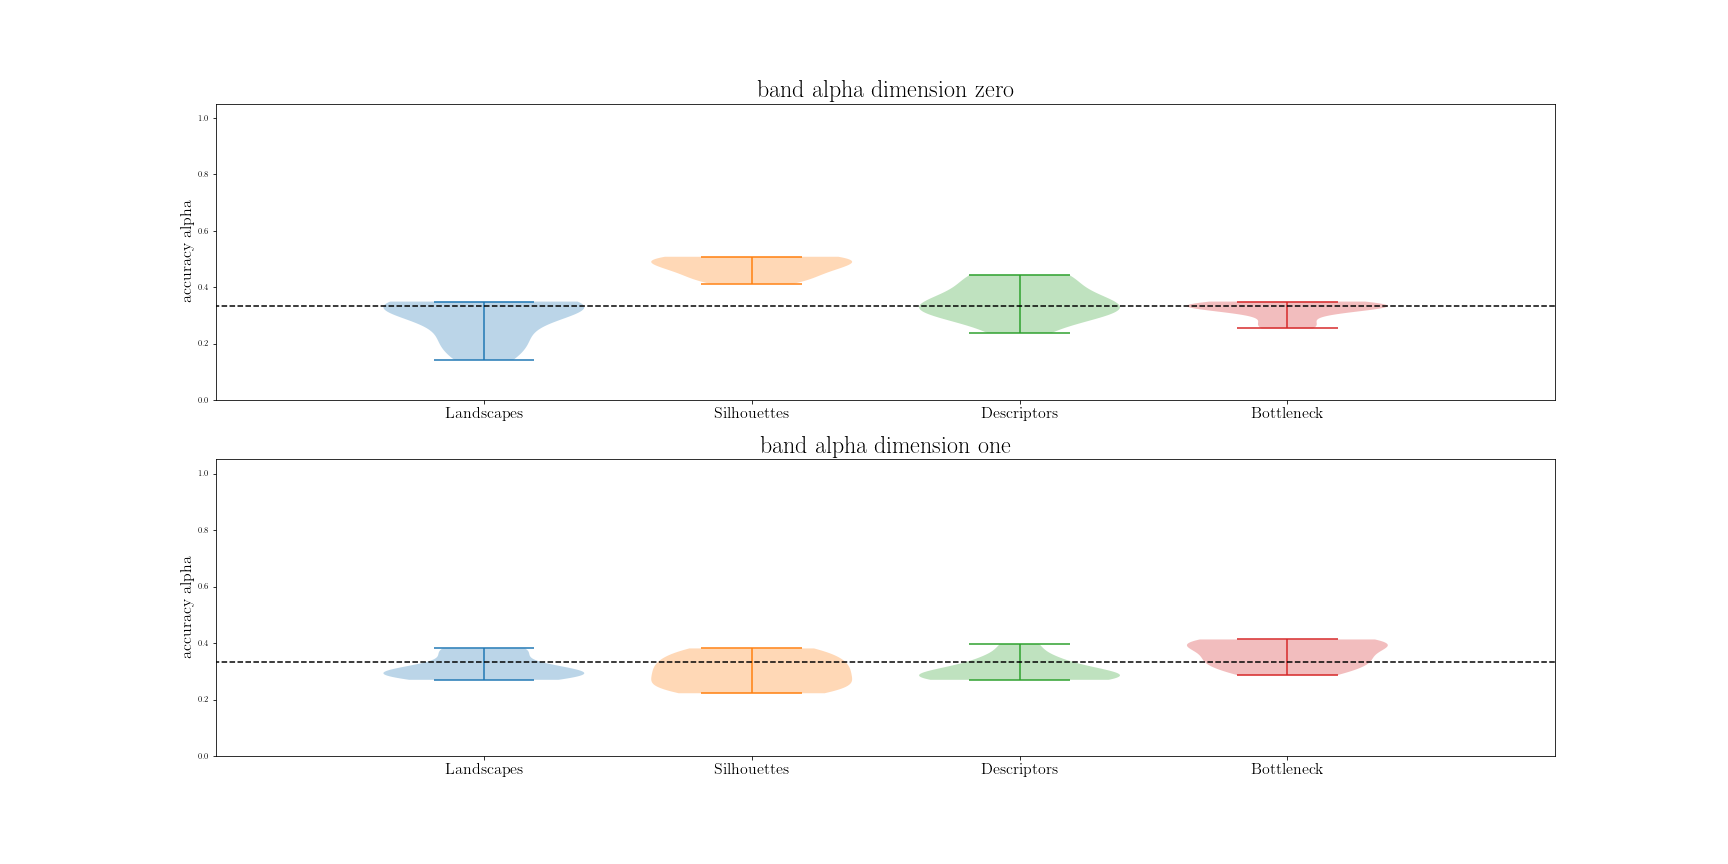 band alpha dimension zero
1.0
0.8
0.6
0.4
0.2
0.0
accuracy alpha
Landscapes Silhouettes Descriptors Bottleneck
band alpha dimension one
1.0
0.8
0.6
0.4
0.2
0.0
accuracy alpha
Landscapes Silhouettes Descriptors Bottleneck